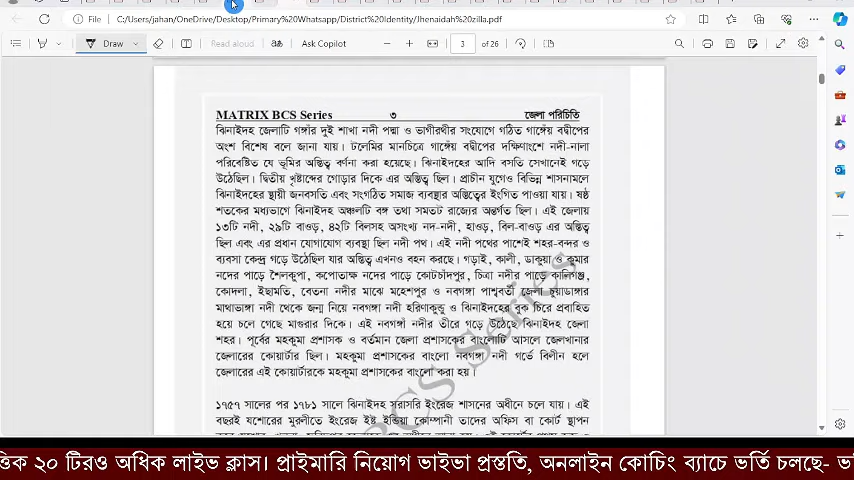 File
C:/Users/jahan/OneDrive/Desktop/Primary%20Whatsapp/District%20Identity/Jhenaidah%20zilla.pdf
Draw
Read aloud
Ask Copilot
3 of 26
MATRIX BCS Series ৩ জেলা পরিচিতি
ঝিনাইদহ জেলাটি গঙ্গার দুই শাখা নদী পদ্মা ও ভাগীরথীর সংযোগে গঠিত গাঙ্গেয় বদ্বীপের
অংশ বিশেষ বলে জানা যায়। টলেমির মানচিত্রে গাঙ্গেয় বদ্বীপের দক্ষিণাংশে নদী-নালা
পরিবেষ্টিত যে ভূমির অস্তিত্ব বর্ণনা করা হয়েছে। ঝিনাইদহের আদি বসতি সেখানেই গড়ে
উঠেছিল। দ্বিতীয় খৃষ্টাব্দের গোড়ার দিকে এর অস্তিত্ব ছিল। প্রাচীন যুগেও বিভিন্ন শাসনামলে
ঝিনাইদহের স্থায়ী জনবসতি এবং সংগঠিত সমাজ ব্যবস্থার অস্তিত্বের ইংগিত পাওয়া যায়। ষষ্ঠ
শতকের মধ্যভাগে ঝিনাইদহ অঞ্চলটি বঙ্গ তথা সমতট রাজ্যের অন্তর্গত ছিল। এই জেলায়
১৩টি নদী, ২৯টি বাওড়, ৪২টি বিলসহ অসংখ্য নদ-নদী, হাওড়, বিল-বাওড় এর অস্তিত্ব
ছিল এবং এর প্রধান যোগাযোগ ব্যবস্থা ছিল নদী পথ। এই নদী পথের পাশেই শহর-বন্দর ও
ব্যবসা কেন্দ্র গড়ে উঠেছিল যার অস্তিত্ব এখনও বহন করছে। গড়াই, কালী, ডাকুয়া ও কুমার
নদের পাড়ে শৈলকুপা, কপোতাক্ষ নদের পাড়ে কোটচাঁদপুর, চিত্রা নদীর পাড়ে কালিগঞ্জ,
কোদলা, ইছামতি, বেতনা নদীর মাঝে মহেশপুর ও নবগঙ্গা পাশ্ববর্তী জেলা চুয়াডাঙ্গার
মাথাভাঙ্গা নদী থেকে জন্ম নিয়ে নবগঙ্গা নদী হরিণাকুন্ডু ও ঝিনাইদহের বুক চিরে প্রবাহিত
হয়ে চলে গেছে মাগুরার দিকে। এই নবগঙ্গা নদীর তীরে গড়ে উঠেছে ঝিনাইদহ জেলা
শহর। পূর্বের মহকুমা প্রশাসক ও বর্তমান জেলা প্রশাসকের বাংলোটি আসলে জেলখানার
জেলারের কোয়ার্টার ছিল। মহকুমা প্রশাসকের বাংলো নবগঙ্গা নদী গর্ভে বিলীন হলে
জেলারের এই কোয়ার্টারকে মহকুমা প্রশাসকের বাংলো করা হয়।
১৭৫৭ সালের পর ১৭৮১ সালে ঝিনাইদহ সরাসরি ইংরেজ শাসনের অধীনে চলে যায়। এই
বছরই যশোরের মুরলীতে ইংরেজ ইষ্ট ইন্ডিয়া কোম্পানী তাদের অফিস বা কোর্ট স্থাপন
BCS Series
ত্তিক ২০ টিরও অধিক লাইভ ক্লাস। প্রাইমারি নিয়োগ ভাইভা প্রস্তুতি, অনলাইন কোচিং ব্যাচে ভর্তি চলছে-